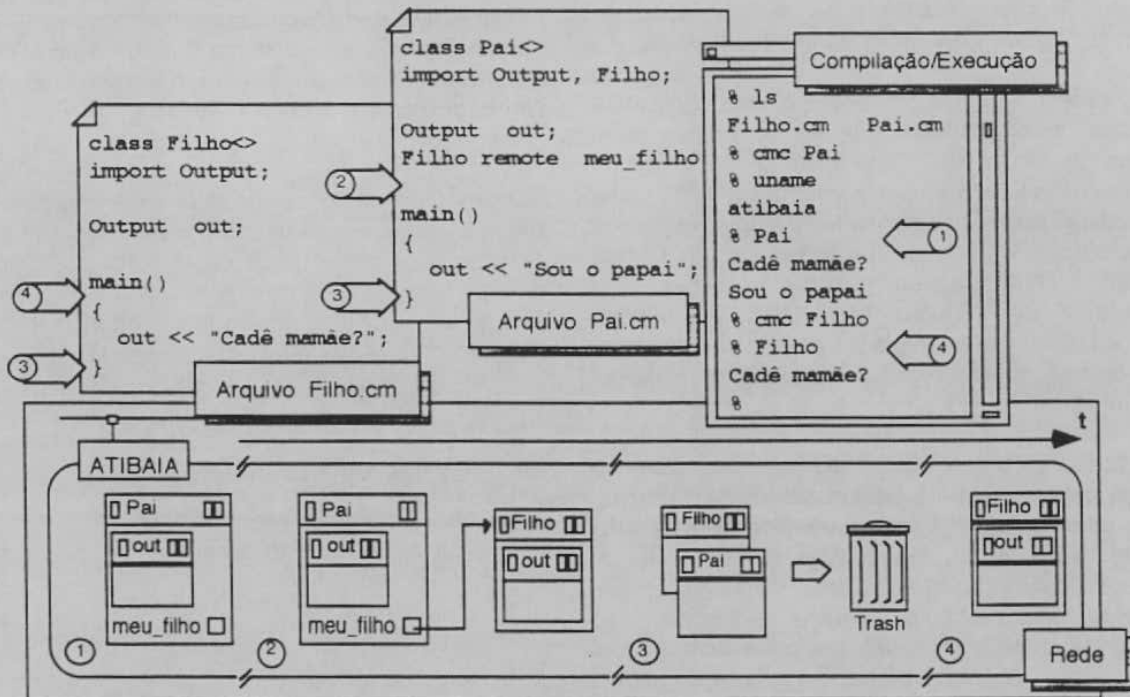 class Filho<>
import Output;
Output out;
4
main()
{
out << "Cadê mamãe?";
3
}
Arquivo Filho.cm
class Pai<>
import Output, Filho;
Output out;
Filho remote meu_filho
2
main()
{
out << "Sou o papai";
3
}
Arquivo Pai.cm
Compilação/Execução
% ls
Filho.cm Pai.cm
% cmc Pai
% uname
atibaia
% Pai
1
Cadê mamãe?
Sou o papai
% cmc Filho
% Filho
4
Cadê mamãe?
%
t
ATIBAIA
Pai
out
meu_filho
1
Pai
out
meu_filho
2
Filho
out
Filho
Pai
3
Trash
Filho
out
4
Rede